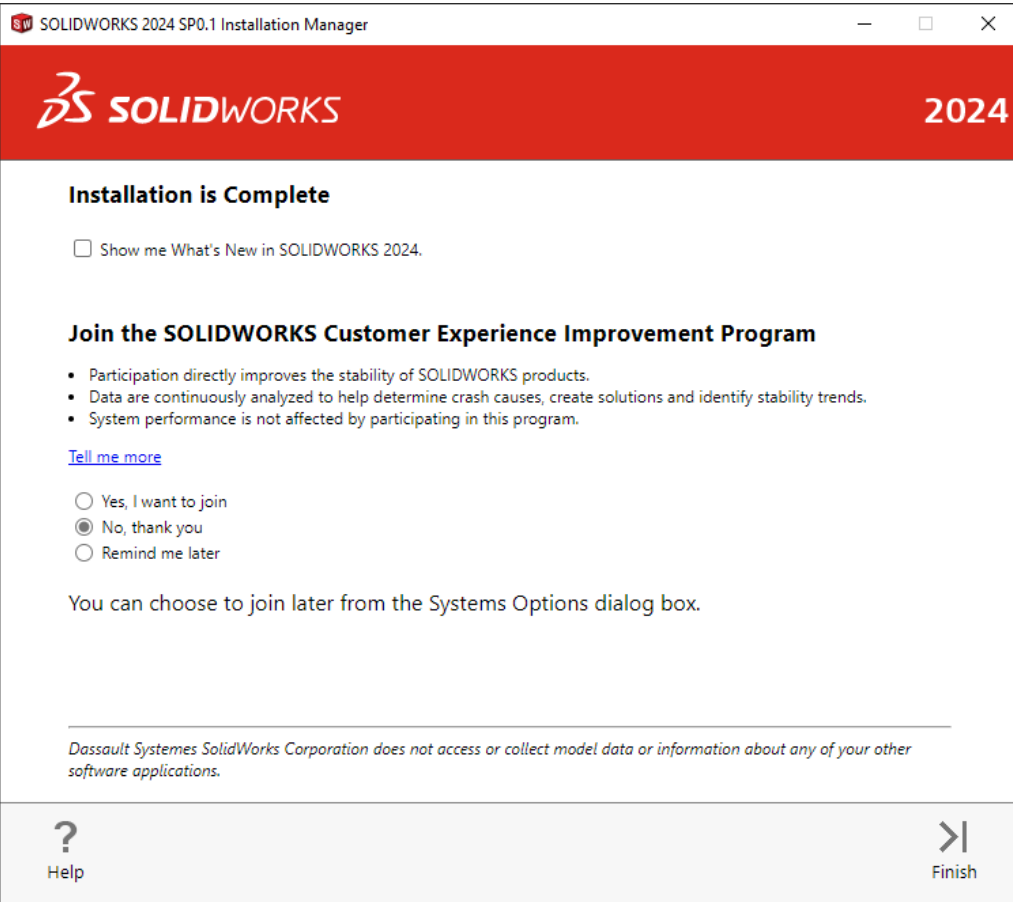 SOLIDWORKS 2024 SP0.1 Installation Manager
SOLIDWORKS
2024
Installation is Complete
Show me What's New in SOLIDWORKS 2024.
Join the SOLIDWORKS Customer Experience Improvement Program
• Participation directly improves the stability of SOLIDWORKS products.
• Data are continuously analyzed to help determine crash causes, create solutions and identify stability trends.
• System performance is not affected by participating in this program.
Tell me more
Yes, I want to join
No, thank you
Remind me later
You can choose to join later from the Systems Options dialog box.
Dassault Systemes SolidWorks Corporation does not access or collect model data or information about any of your other
software applications.
?
Help
Finish